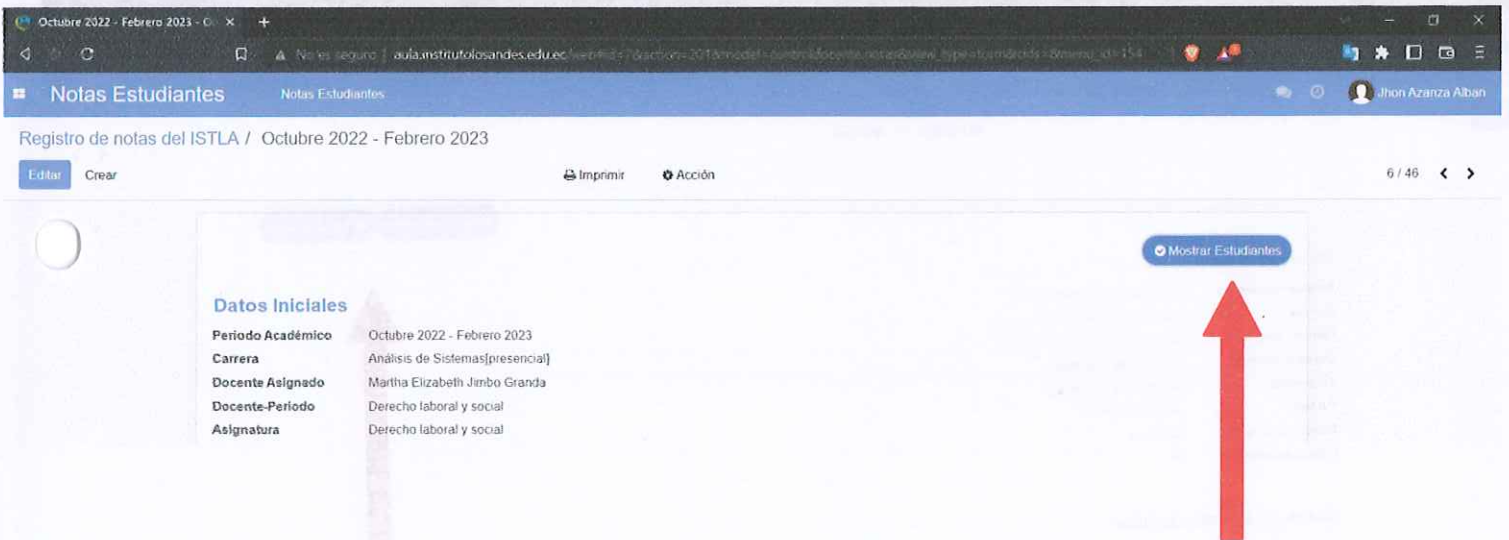 Octubre 2022 - Febrero 2023 - O
No es seguro | aula.institutolosandes.edu.ec
Notas Estudiantes Notas Estudiantes Jhon Azanza Alban
Registro de notas del ISTLA / Octubre 2022 - Febrero 2023
Editar Crear Imprimir Acción 6 / 46
Mostrar Estudiantes
Datos Iniciales
Periodo Académico Octubre 2022 - Febrero 2023
Carrera Análisis de Sistemas[presencial]
Docente Asignado Martha Elizabeth Jimbo Granda
Docente-Periodo Derecho laboral y social
Asignatura Derecho laboral y social